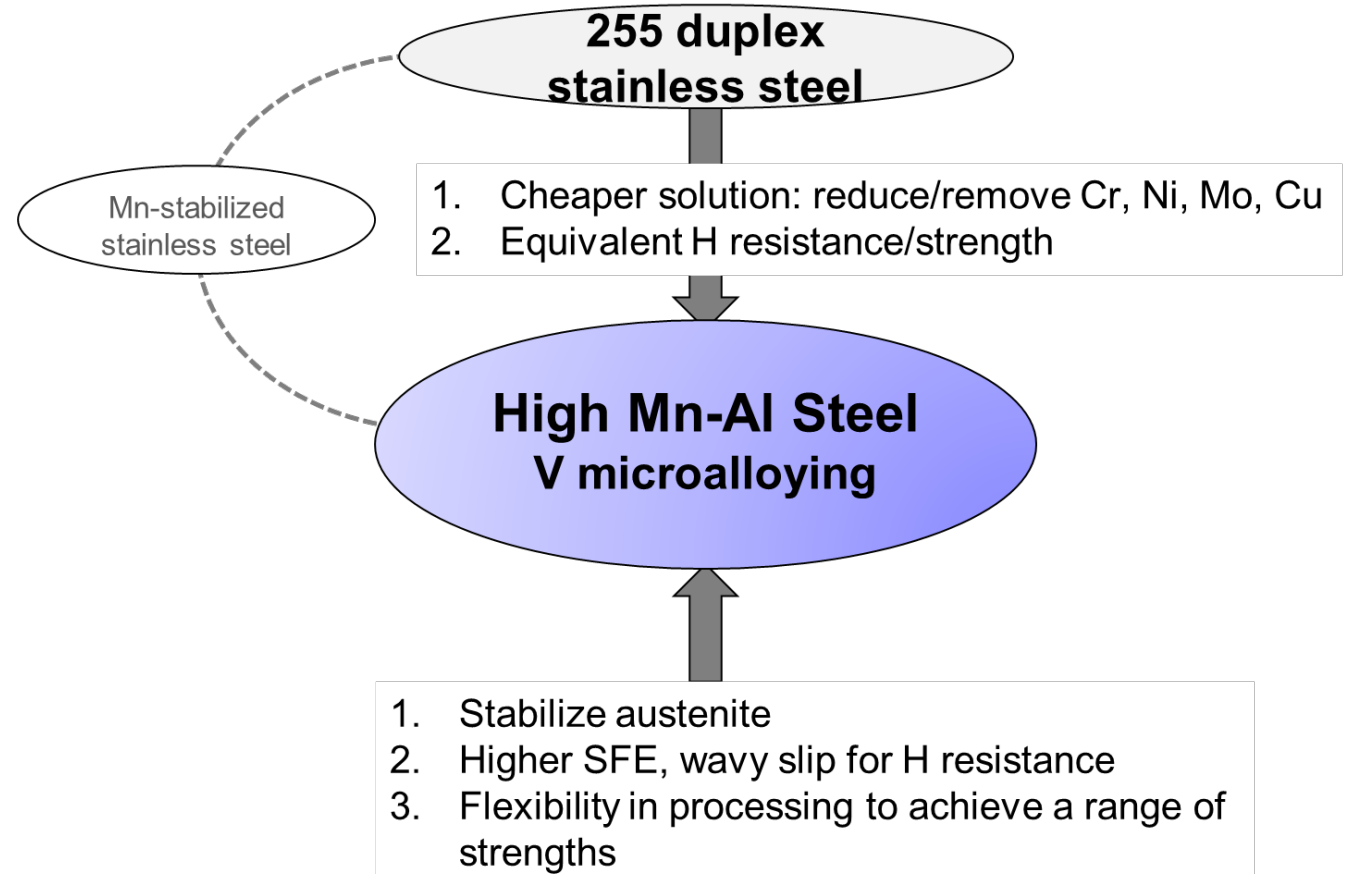 255 duplex
stainless steel
Mn-stabilized
stainless steel
1. Cheaper solution: reduce/remove Cr, Ni, Mo, Cu
2. Equivalent H resistance/strength
High Mn-Al Steel
V microalloying
1. Stabilize austenite
2. Higher SFE, wavy slip for H resistance
3. Flexibility in processing to achieve a range of
strengths